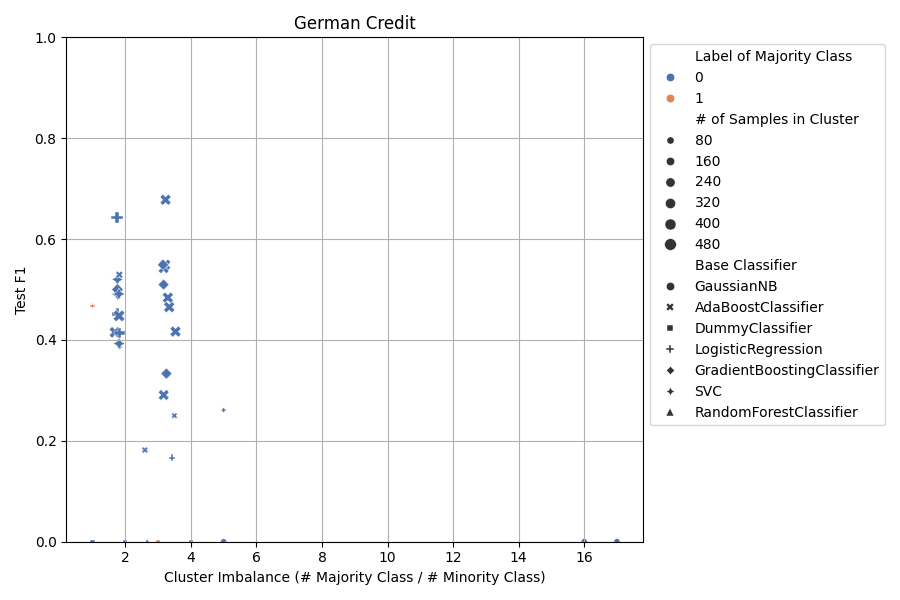 German Credit
1.0
0.8
0.6
0.4
0.2
0.0
Test F1
2
4
6
8
10
12
14
16
Cluster Imbalance (# Majority Class / # Minority Class)
Label of Majority Class
0
1
# of Samples in Cluster
80
160
240
320
400
480
Base Classifier
GaussianNB
AdaBoostClassifier
DummyClassifier
LogisticRegression
GradientBoostingClassifier
SVC
RandomForestClassifier